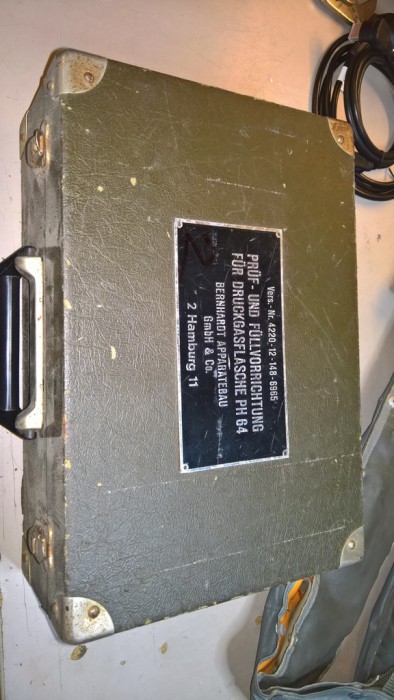 Vers.-Nr. 4220-12-148-6965
PRÜF- UND FÜLLVORRICHTUNG
FÜR DRUCKGASFLASCHE PH 64
BERNHARDT APPARATEBAU
GmbH & Co.
2 Hamburg 11